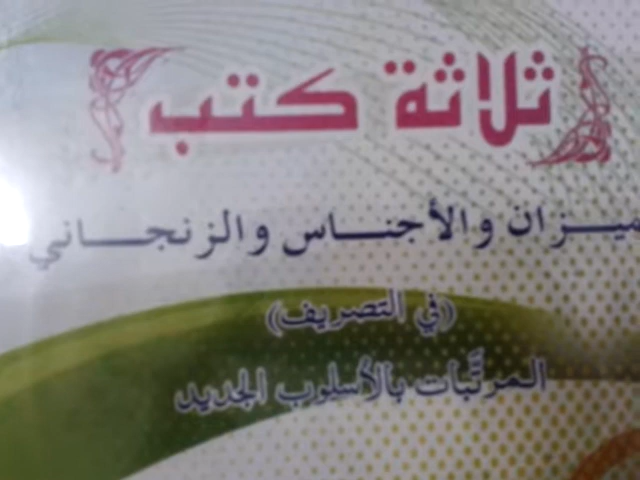 ثلاثة كتب
ميزان والأجناس والزنجاني
(في التصريف)
المرتَّبات بالأسلوب الجديد